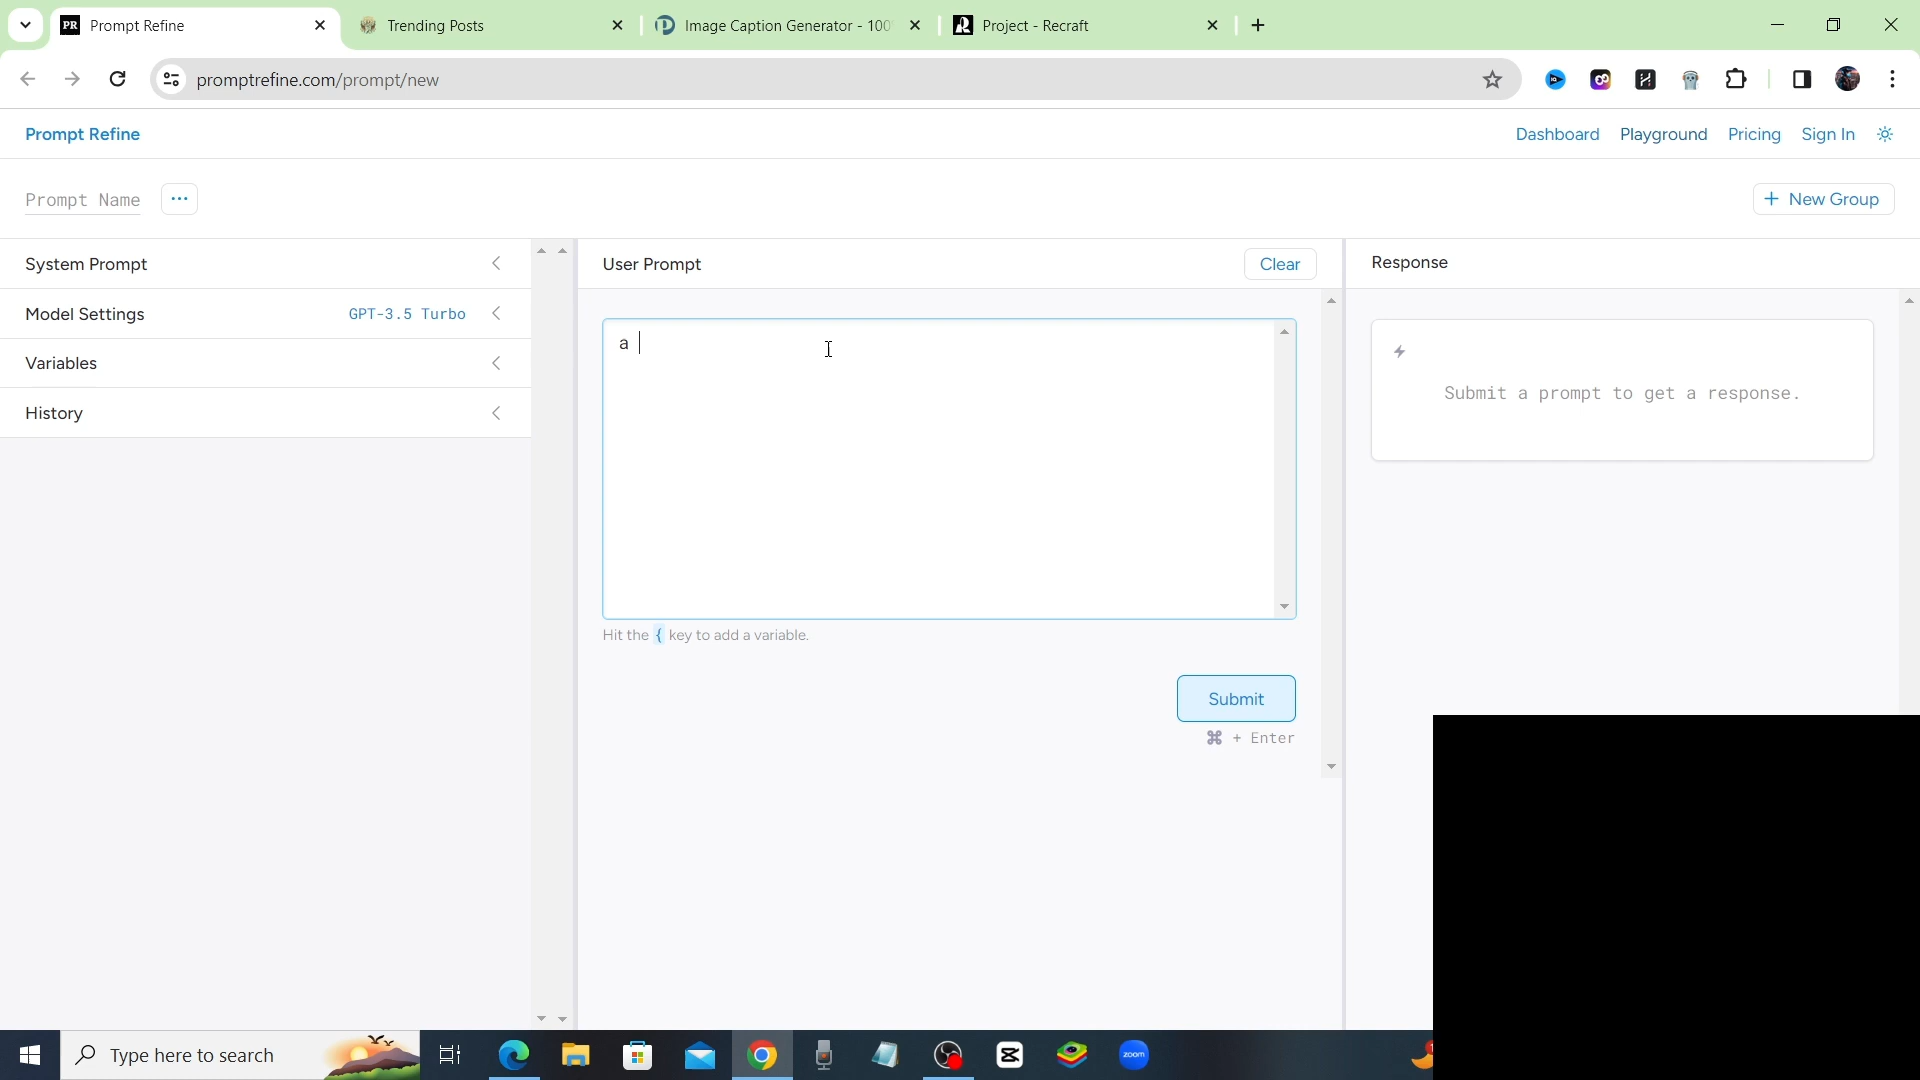 PR Prompt Refine
Trending Posts
Image Caption Generator - 100
Project - Recraft
promptrefine.com/prompt/new
Prompt Refine
Dashboard
Playground
Pricing
Sign In
Prompt Name
+ New Group
System Prompt
Model Settings
GPT-3.5 Turbo
Variables
History
User Prompt
Clear
a
Hit the { key to add a variable.
Submit
⌘ + Enter
Response
Submit a prompt to get a response.
Type here to search
zoom